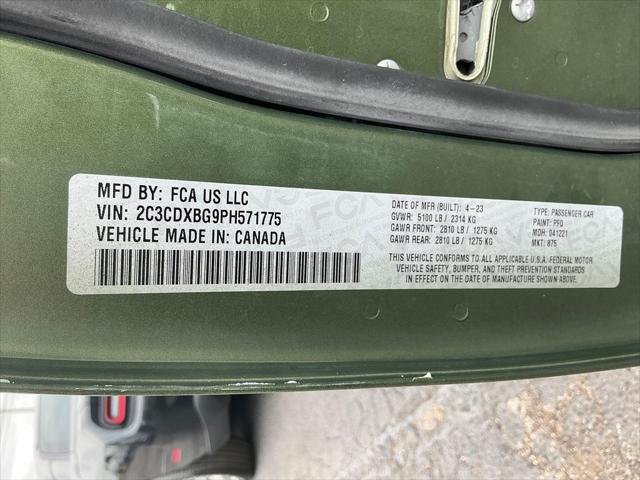 MFD BY: FCA US LLC
VIN: 2C3CDXBG9PH571775
VEHICLE MADE IN: CANADA
DATE OF MFR (BUILT): 4-23
GVWR: 5100 LB / 2314 KG
GAWR FRONT: 2810 LB / 1275 KG
GAWR REAR: 2810 LB / 1275 KG
TYPE: PASSENGER CAR
PAINT: PFQ
MDH: 041221
MKT: 875
THIS VEHICLE CONFORMS TO ALL APPLICABLE U.S.A. FEDERAL MOTOR
VEHICLE SAFETY, BUMPER, AND THEFT PREVENTION STANDARDS
IN EFFECT ON THE DATE OF MANUFACTURE SHOWN ABOVE.